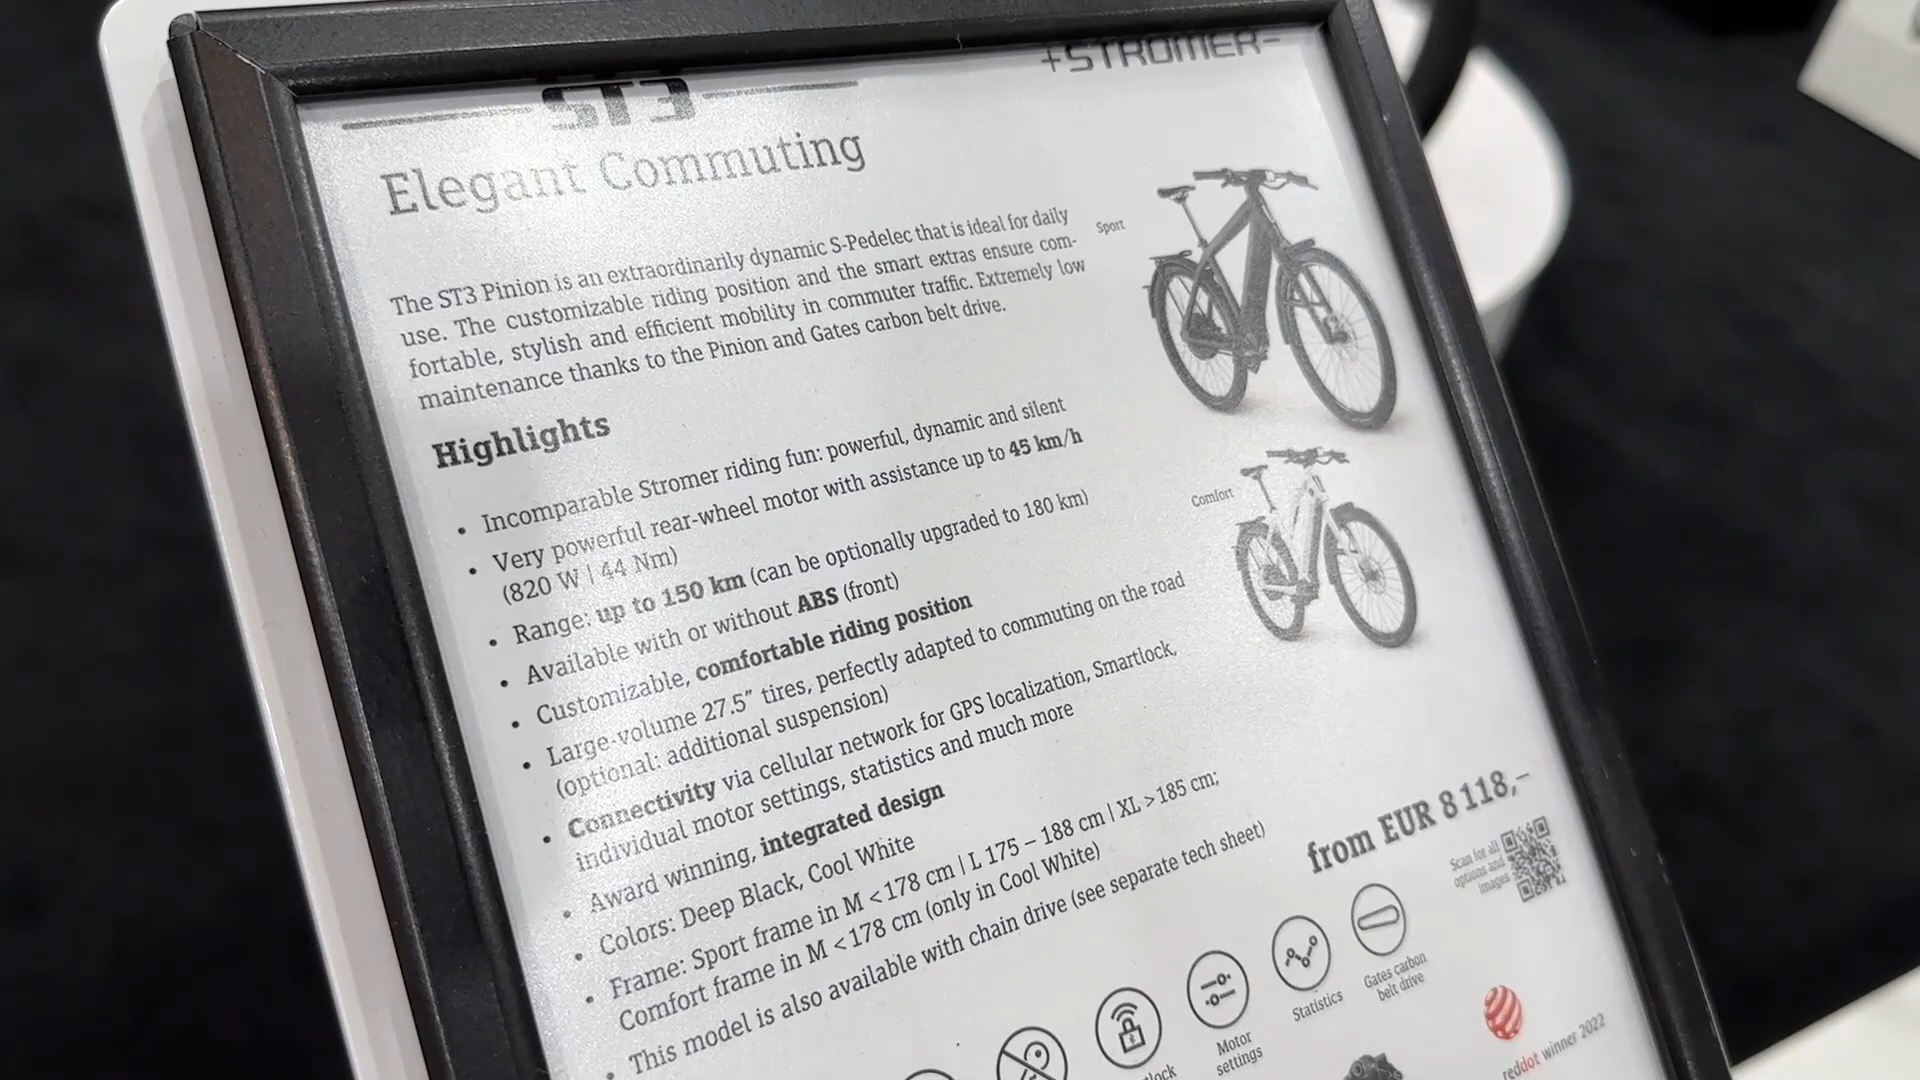 +STROMER–
ST3
Elegant Commuting
The ST3 Pinion is an extraordinarily dynamic S-Pedelec that is ideal for daily
use. The customizable riding position and the smart extras ensure com-
fortable, stylish and efficient mobility in commuter traffic. Extremely low
maintenance thanks to the Pinion and Gates carbon belt drive.
Sport
Highlights
• Incomparable Stromer riding fun: powerful, dynamic and silent
• Very powerful rear-wheel motor with assistance up to 45 km/h
(820 W | 44 Nm)
• Range: up to 150 km (can be optionally upgraded to 180 km)
• Available with or without ABS (front)
• Customizable, comfortable riding position
• Large-volume 27.5” tires, perfectly adapted to commuting on the road
(optional: additional suspension)
• Connectivity via cellular network for GPS localization, Smartlock,
individual motor settings, statistics and much more
• Award winning, integrated design
• Colors: Deep Black, Cool White
• Frame: Sport frame in M < 178 cm | L 175 – 188 cm | XL > 185 cm;
Comfort frame in M < 178 cm (only in Cool White)
• This model is also available with chain drive (see separate tech sheet)
Comfort
from EUR 8 118,–
Scan for all
options and
images
Motor
settings
Statistics
Gates carbon
belt drive
reddot winner 2022